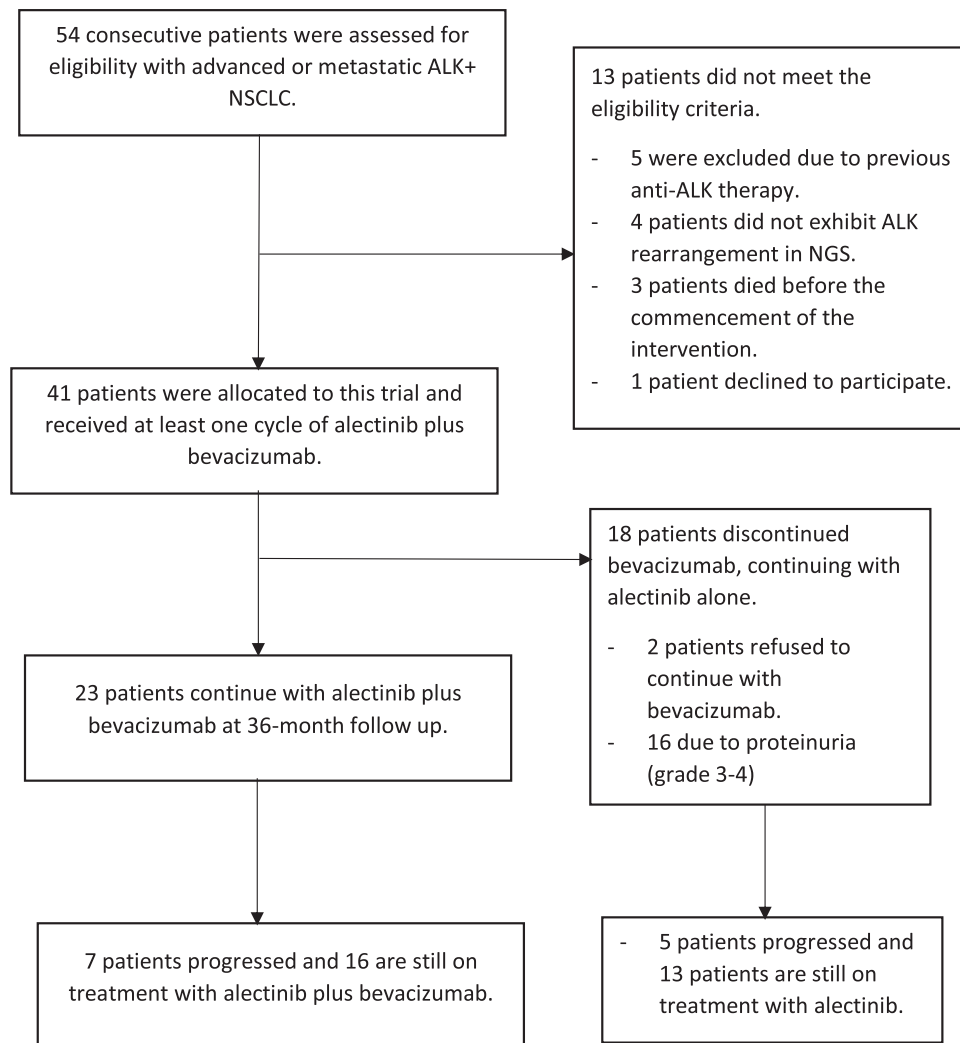 54 consecutive patients were assessed for
eligibility with advanced or metastatic ALK+
NSCLC.
13 patients did not meet the
eligibility criteria.
- 5 were excluded due to previous
anti-ALK therapy.
- 4 patients did not exhibit ALK
rearrangement in NGS.
- 3 patients died before the
commencement of the
intervention.
- 1 patient declined to participate.
41 patients were allocated to this trial and
received at least one cycle of alectinib plus
bevacizumab.
18 patients discontinued
bevacizumab, continuing with
alectinib alone.
- 2 patients refused to
continue with
bevacizumab.
- 16 due to proteinuria
(grade 3-4)
23 patients continue with alectinib plus
bevacizumab at 36-month follow up.
7 patients progressed and 16 are still on
treatment with alectinib plus bevacizumab.
- 5 patients progressed and
13 patients are still on
treatment with alectinib.